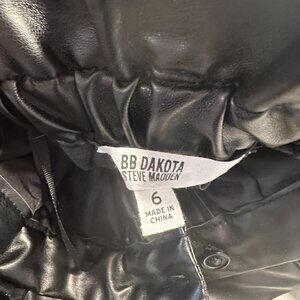 BB DAKOTA
STEVE MADDEN
6
MADE IN
CHINA